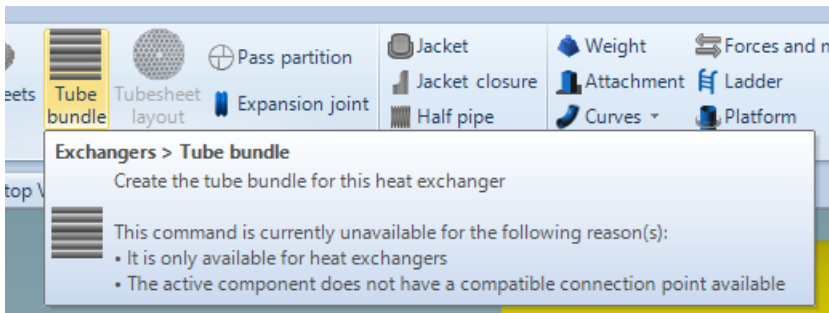 eets
Tube bundle
Tubesheet layout
Pass partition
Expansion joint
Jacket
Jacket closure
Half pipe
Weight
Attachment
Curves
Forces and m
Ladder
Platform
top V
Exchangers > Tube bundle
Create the tube bundle for this heat exchanger
This command is currently unavailable for the following reason(s):
• It is only available for heat exchangers
• The active component does not have a compatible connection point available